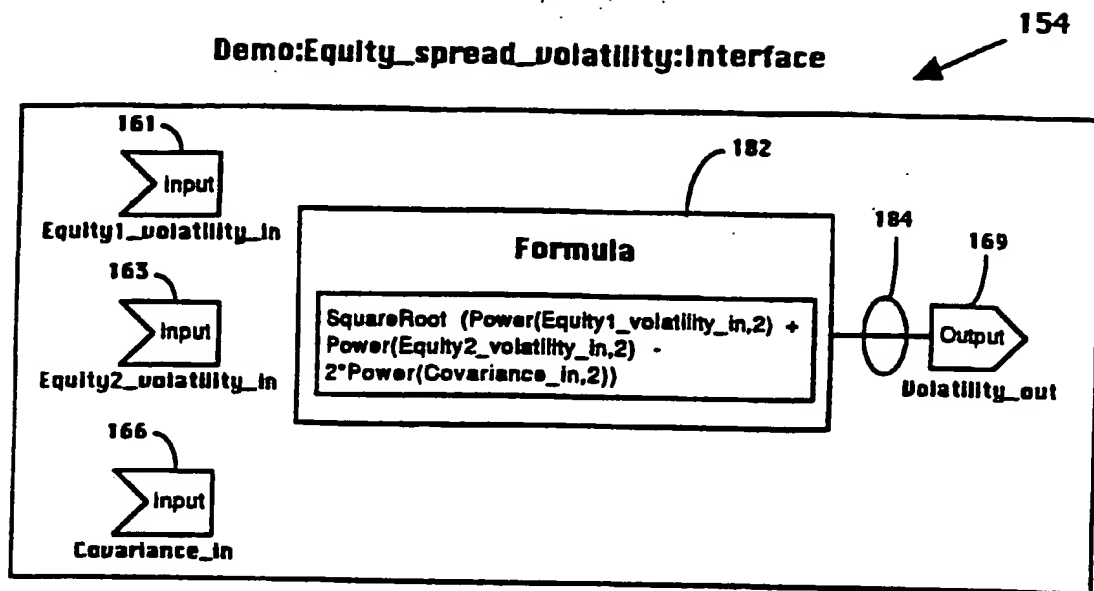 154
Demo:Equity_spread_volatility:Interface
161
Input
Equity1_volatility_in
182
Formula
SquareRoot (Power(Equity1_volatility_in,2) +
Power(Equity2_volatility_in,2) -
2*Power(Covariance_in,2))
184
169
Output
Volatility_out
163
Input
Equity2_volatility_in
166
Input
Covariance_in